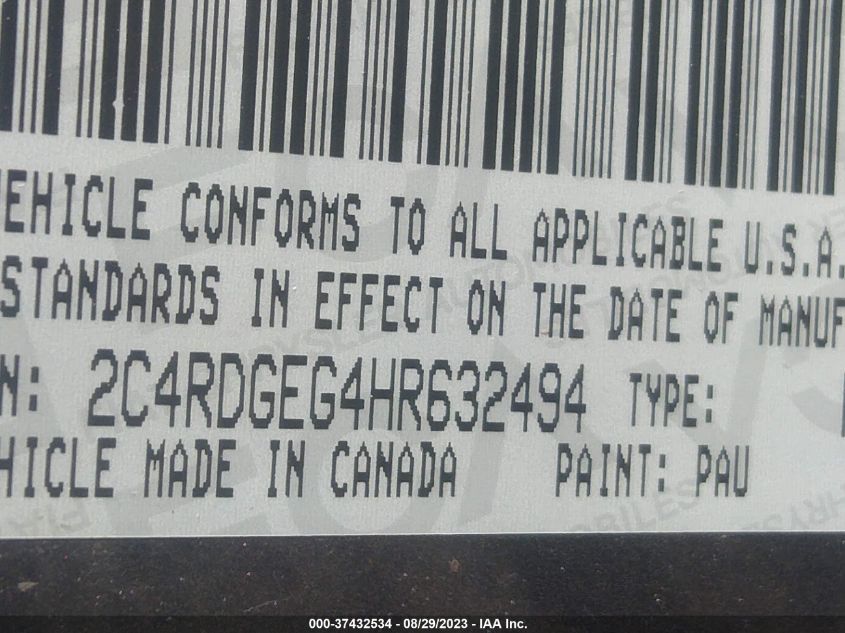 VEHICLE CONFORMS TO ALL APPLICABLE U.S.A.
STANDARDS IN EFFECT ON THE DATE OF MANUF
N: 2C4RDGEG4HR632494 TYPE:
HICLE MADE IN CANADA PAINT: PAU
000-37432534 - 08/29/2023 - IAA Inc.